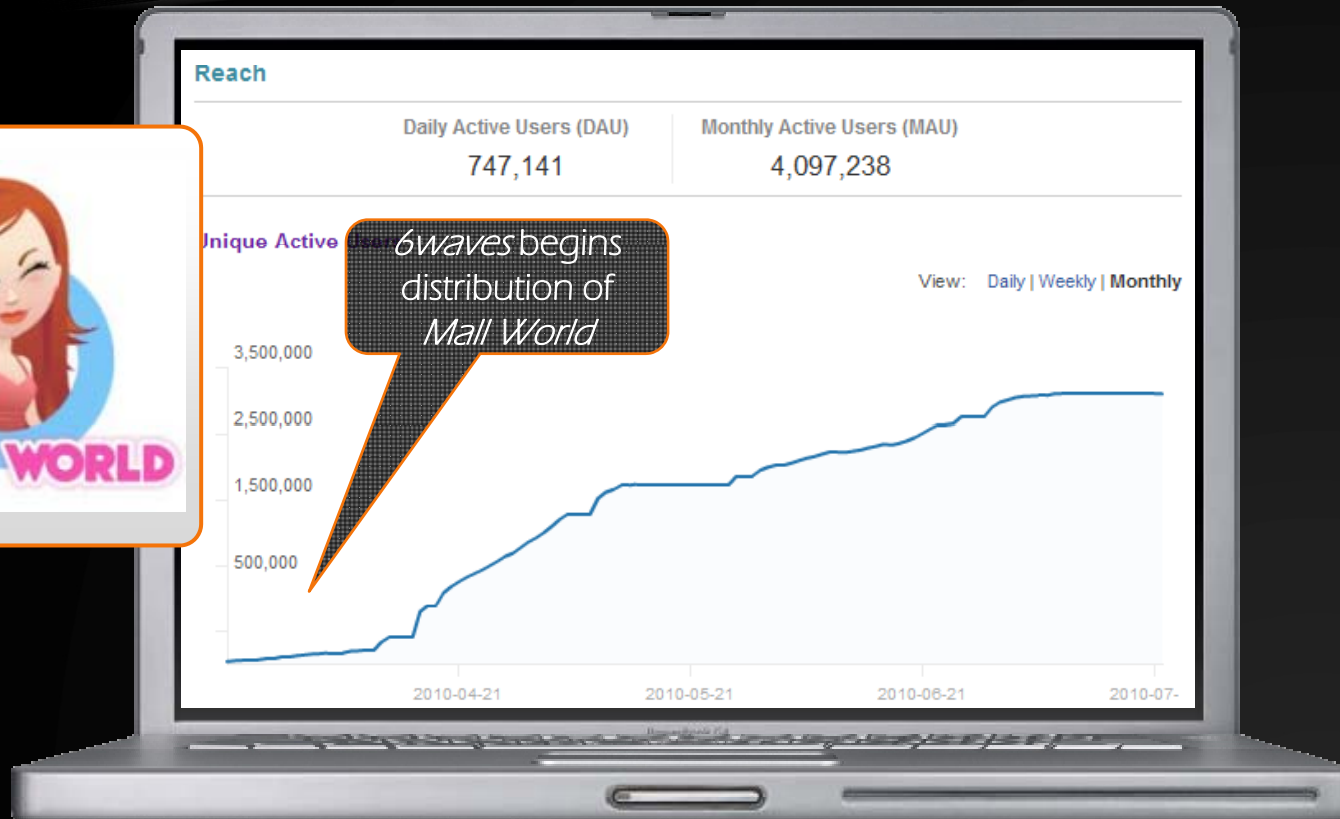 Reach
Daily Active Users (DAU)
Monthly Active Users (MAU)
747,141
4,097,238
Unique Active
6waves begins
distribution of
Mall World
View: Daily | Weekly | Monthly
3,500,000
2,500,000
1,500,000
500,000
WORLD
2010-04-21
2010-05-21
2010-06-21
2010-07-